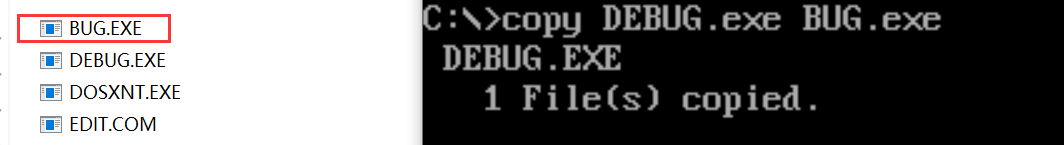 BUG.EXE
DEBUG.EXE
DOSXNT.EXE
EDIT.COM
C:\>copy DEBUG.exe BUG.exe
DEBUG.EXE
1 File(s) copied.